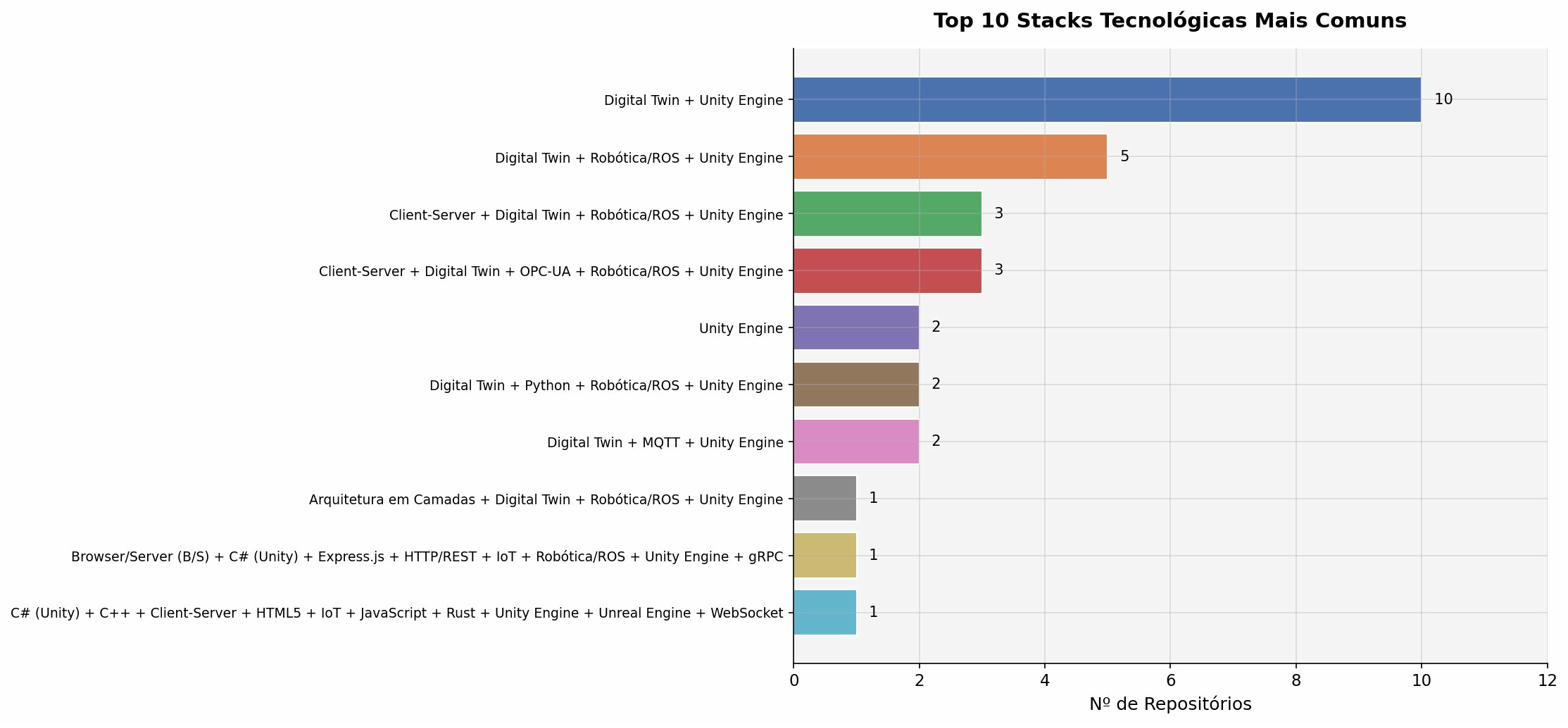 Top 10 Stacks Tecnológicas Mais Comuns
Digital Twin + Unity Engine 10
Digital Twin + Robótica/ROS + Unity Engine 5
Client-Server + Digital Twin + Robótica/ROS + Unity Engine 3
Client-Server + Digital Twin + OPC-UA + Robótica/ROS + Unity Engine 3
Unity Engine 2
Digital Twin + Python + Robótica/ROS + Unity Engine 2
Digital Twin + MQTT + Unity Engine 2
Arquitetura em Camadas + Digital Twin + Robótica/ROS + Unity Engine 1
Browser/Server (B/S) + C# (Unity) + Express.js + HTTP/REST + IoT + Robótica/ROS + Unity Engine + gRPC 1
C# (Unity) + C++ + Client-Server + HTML5 + IoT + JavaScript + Rust + Unity Engine + Unreal Engine + WebSocket 1
0 2 4 6 8 10 12
Nº de Repositórios